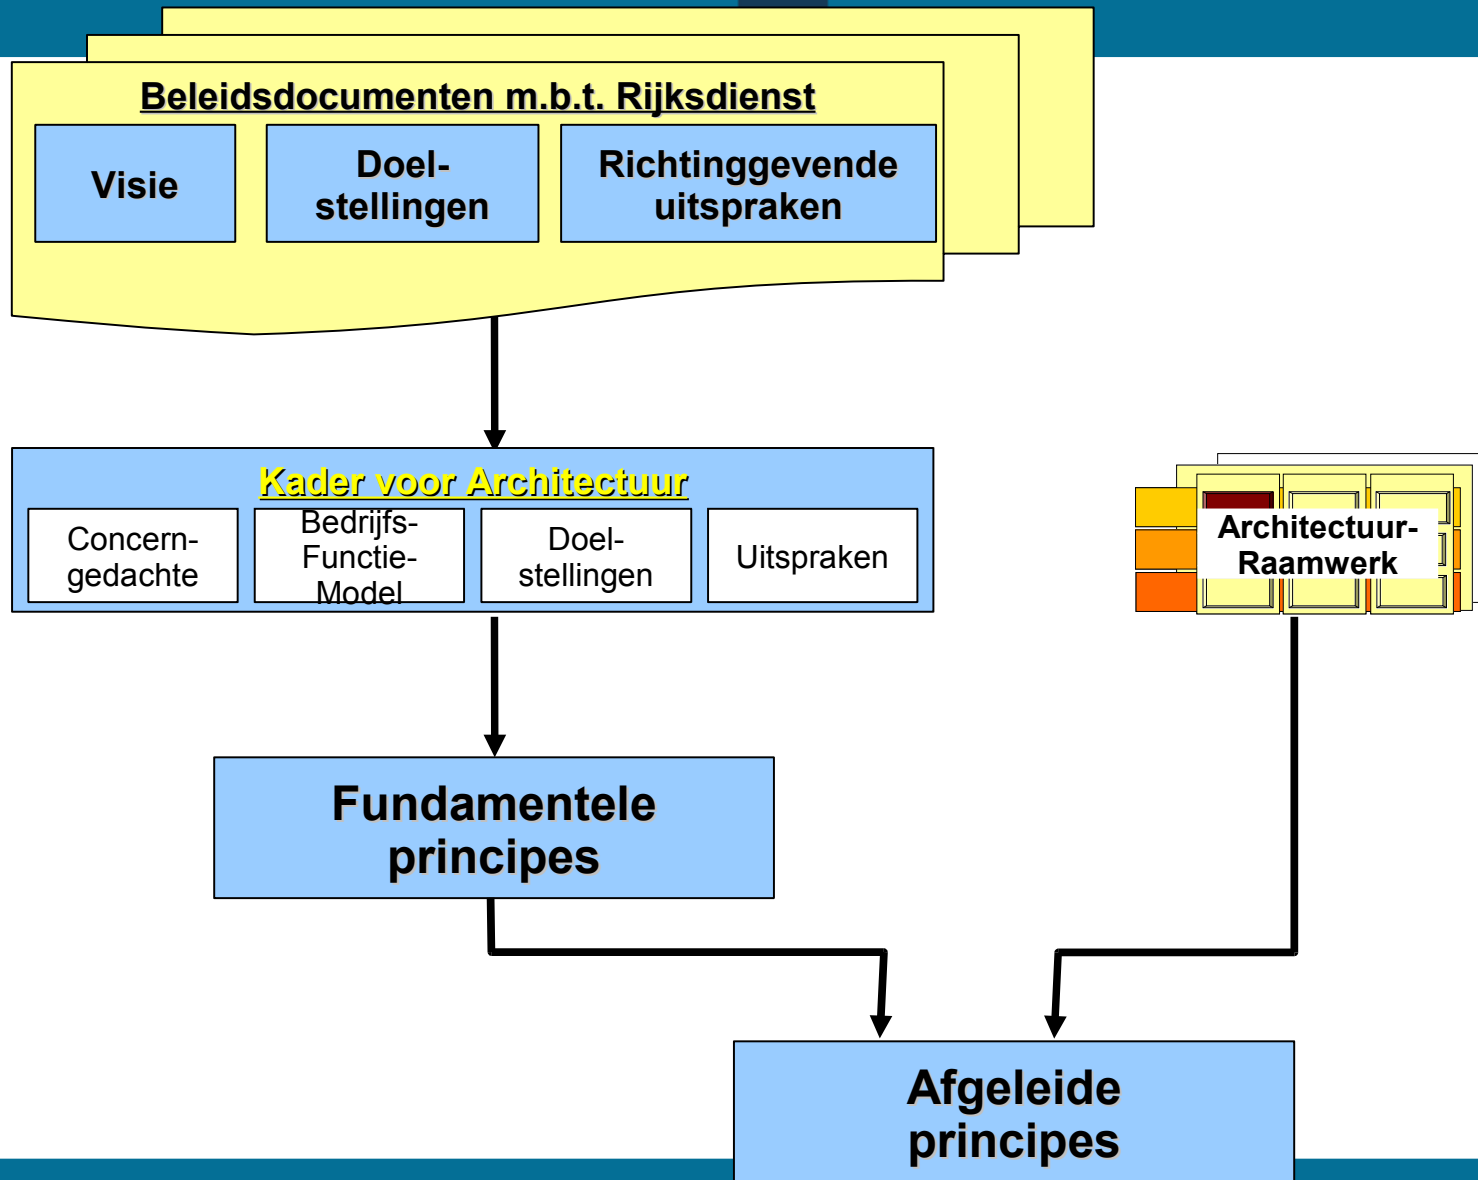 Beleidsdocumenten m.b.t. Rijksdienst
Visie
Doel-
stellingen
Richtinggevende
uitspraken
Kader voor Architectuur
Concern-
gedachte
Bedrijfs-
Functie-
Model
Doel-
stellingen
Uitspraken
Architectuur-
Raamwerk
Fundamentele
principes
Afgeleide
principes